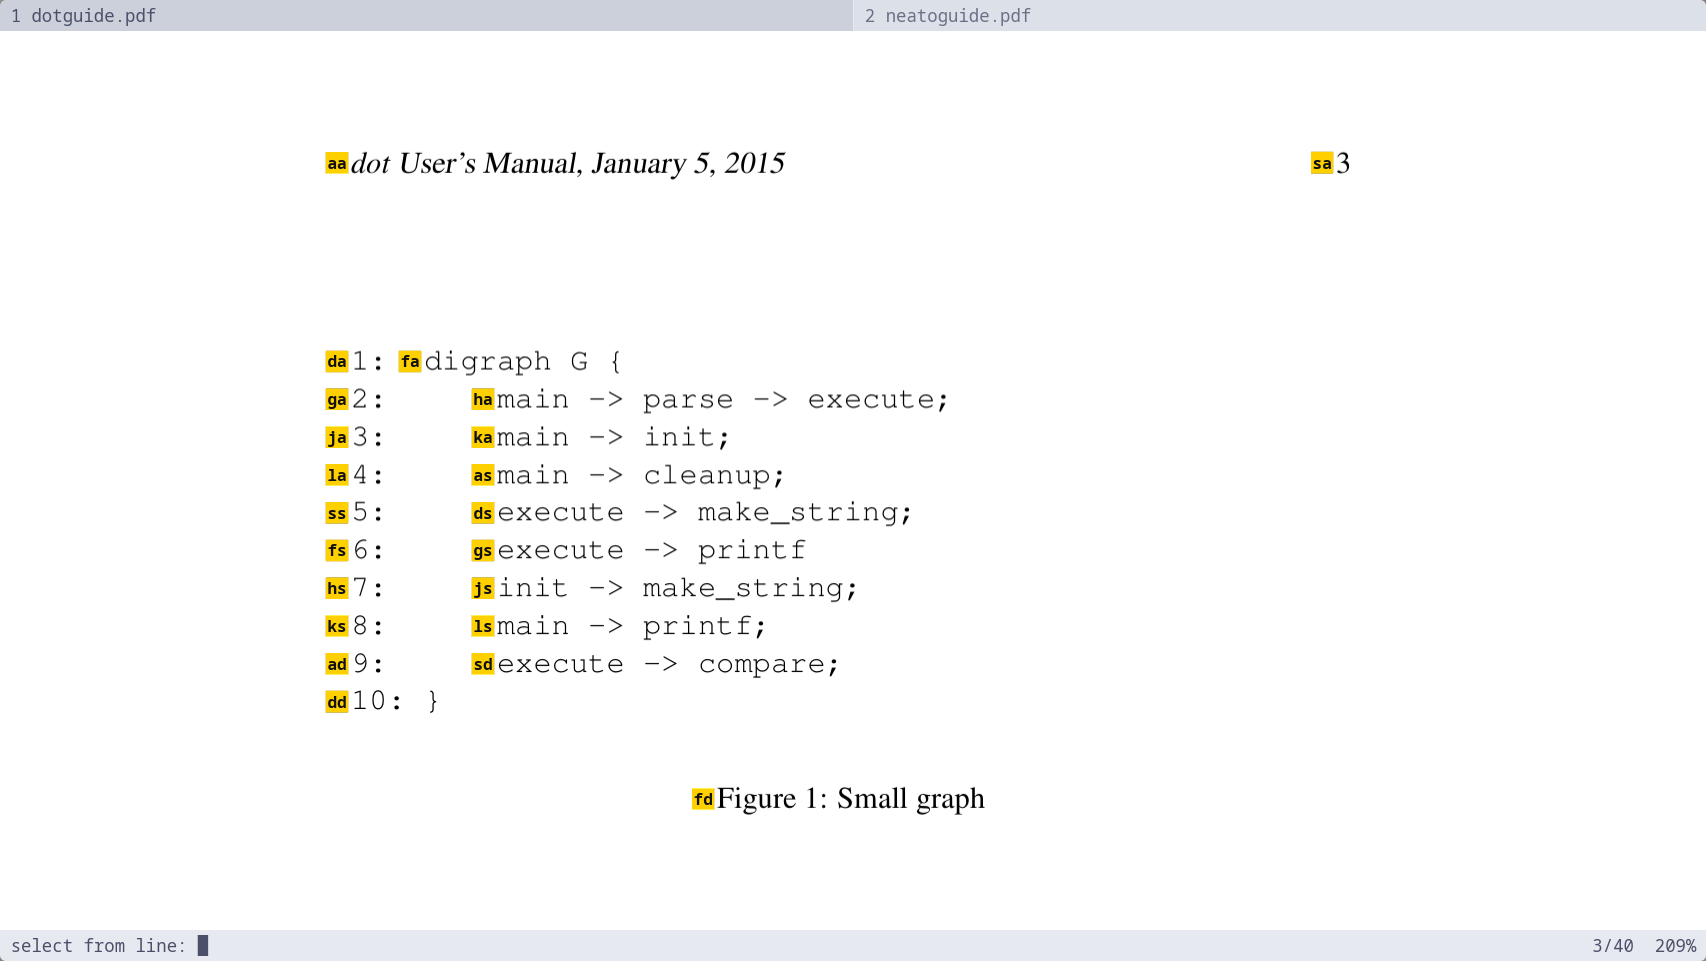 1 dotguide.pdf 2 neatoguide.pdf
aa dot User's Manual, January 5, 2015 sa 3
da 1: fa digraph G {
ga 2: ha main -> parse -> execute;
ja 3: ka main -> init;
la 4: as main -> cleanup;
ss 5: ds execute -> make_string;
fs 6: gs execute -> printf
hs 7: js init -> make_string;
ks 8: ls main -> printf;
ad 9: sd execute -> compare;
dd 10: }
fd Figure 1: Small graph
select from line: 3/40 209%